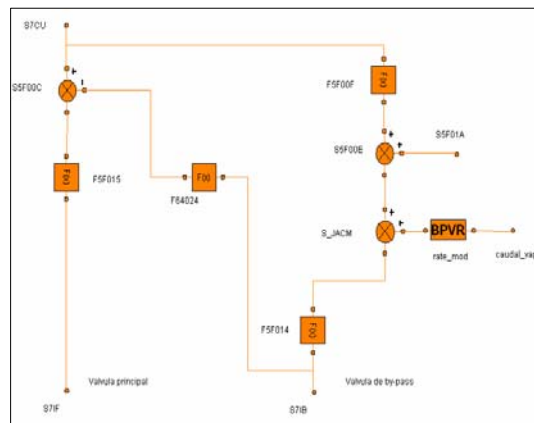 S7CU
S5F00C
F(X)
F5F00F
S5F00E
S5F01A
F(X)
F5F015
F(X)
F64024
S_JACM
BPVR
rate_mod
caudal_vap
F(X)
F5F014
Valvula principal
Valvula de by-pass
S7IF
S7IB